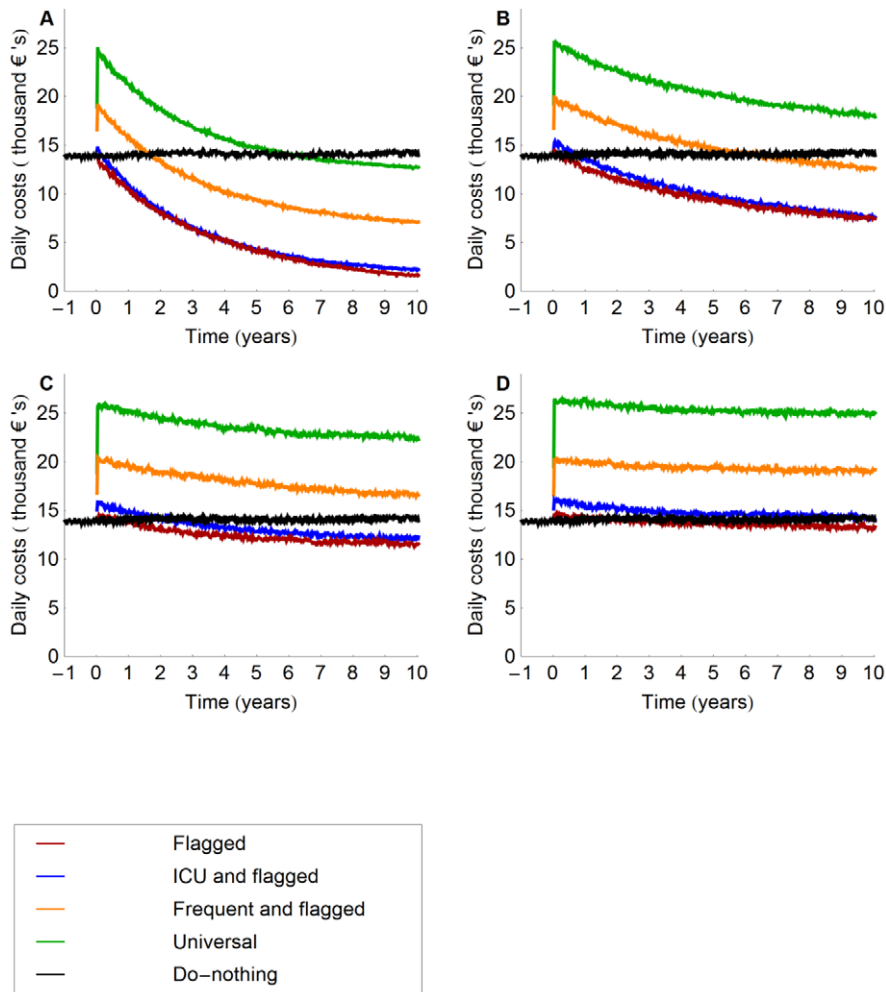 A
Daily costs ( thousand € 's)
25
20
15
10
5
0
−1 0 1 2 3 4 5 6 7 8 9 10
Time (years)
B
Daily costs ( thousand € 's)
25
20
15
10
5
0
−1 0 1 2 3 4 5 6 7 8 9 10
Time (years)
C
Daily costs ( thousand € 's)
25
20
15
10
5
0
−1 0 1 2 3 4 5 6 7 8 9 10
Time (years)
D
Daily costs ( thousand € 's)
25
20
15
10
5
0
−1 0 1 2 3 4 5 6 7 8 9 10
Time (years)
Flagged
ICU and flagged
Frequent and flagged
Universal
Do−nothing